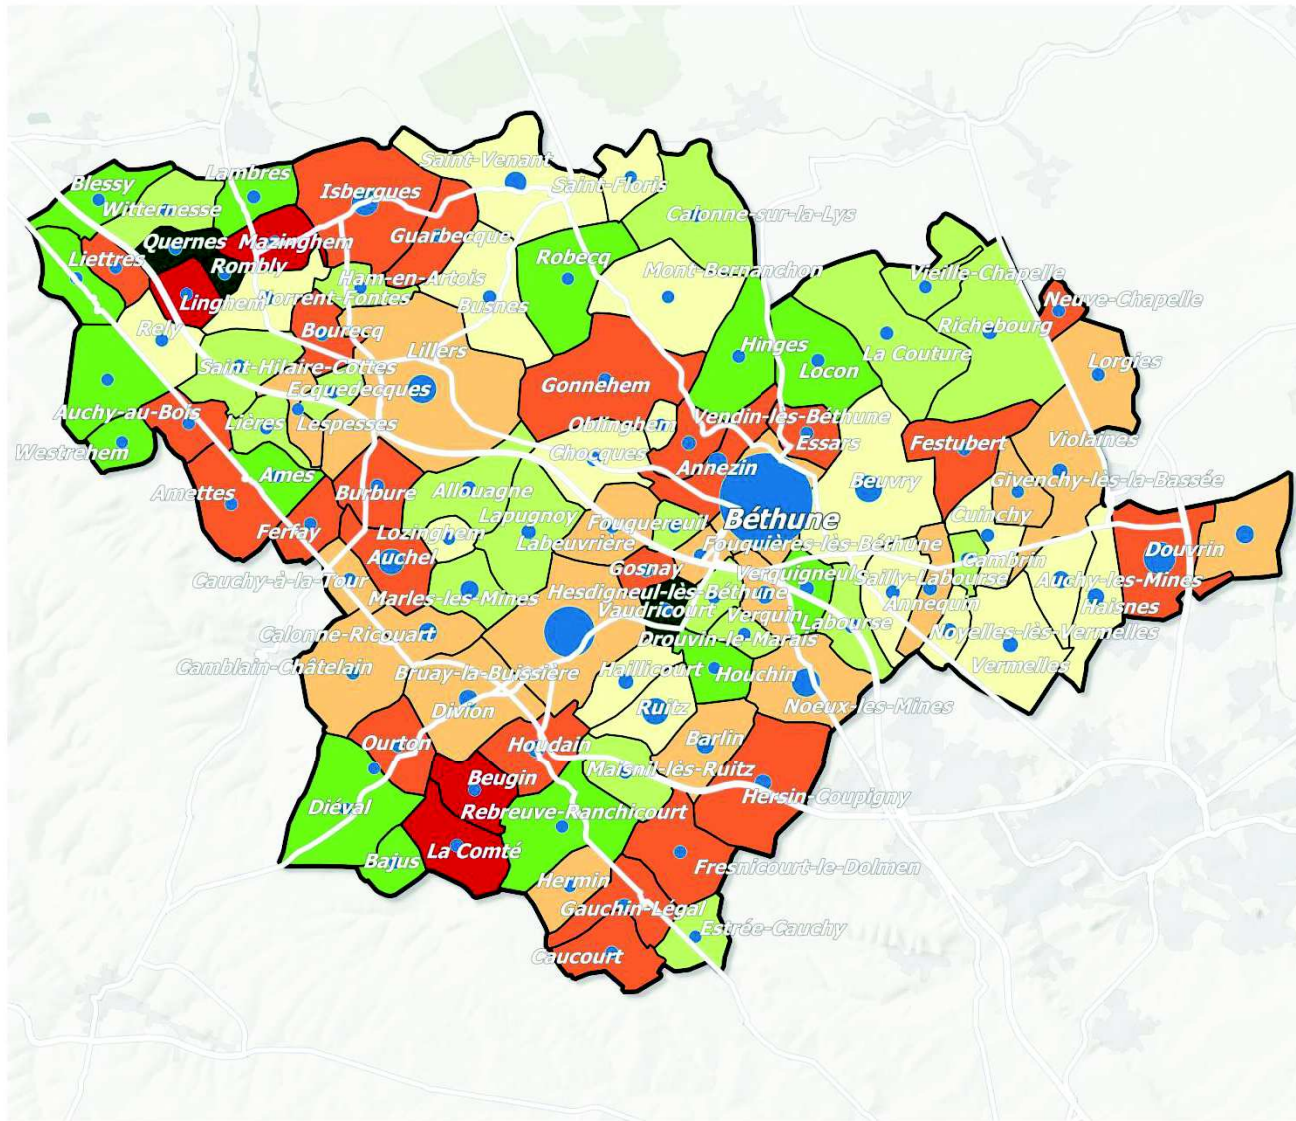 Saint-Venant
Lambres
Blessy
Isbergues
Saint-Floris
Witternesse
Calonne-sur-la-Lys
Guarbecque
Quernes
Mazinghem
Robecq
Liettres
Rombly
Mont-Bernanchon
Vieille-Chapelle
Ham-en-Artois
Linghem
Norrent-Fontes
Busnes
Neuve-Chapelle
Rely
Bourecq
Richebourg
Hinges
Lillers
La Couture
Lorgies
Saint-Hilaire-Cottes
Locon
Gonnehem
Ecquedecques
Auchy-au-Bois
Vendin-lès-Béthune
Lières
Lespesses
Oblinghem
Essars
Festubert
Violaines
Westrehem
Chocques
Annezin
Ames
Givenchy-lès-la-Bassée
Amettes
Burbure
Allouagne
Beuvry
Lapugnoy
Cuinchy
Béthune
Ferfay
Lozinghem
Fouquereuil
Labeuvrière
Fouquières-lès-Béthune
Douvrin
Auchel
Cambrin
Gosnay
Verquigneul
Cauchy-à-la-Tour
Sailly-Labourse
Auchy-les-Mines
Hesdigneul-lès-Béthune
Marles-les-Mines
Annequin
Haisnes
Vaudricourt
Verquin
Labourse
Calonne-Ricouart
Drouvin-le-Marais
Noyelles-lès-Vermelles
Camblain-Châtelain
Bruay-la-Buissière
Haillicourt
Houchin
Vermelles
Divion
Ruitz
Noeux-les-Mines
Ourton
Houdain
Barlin
Maisnil-lès-Ruitz
Beugin
Hersin-Coupigny
Diéval
Rebreuve-Ranchicourt
La Comté
Bajus
Fresnicourt-le-Dolmen
Hermin
Gauchin-Légal
Estrée-Cauchy
Caucourt